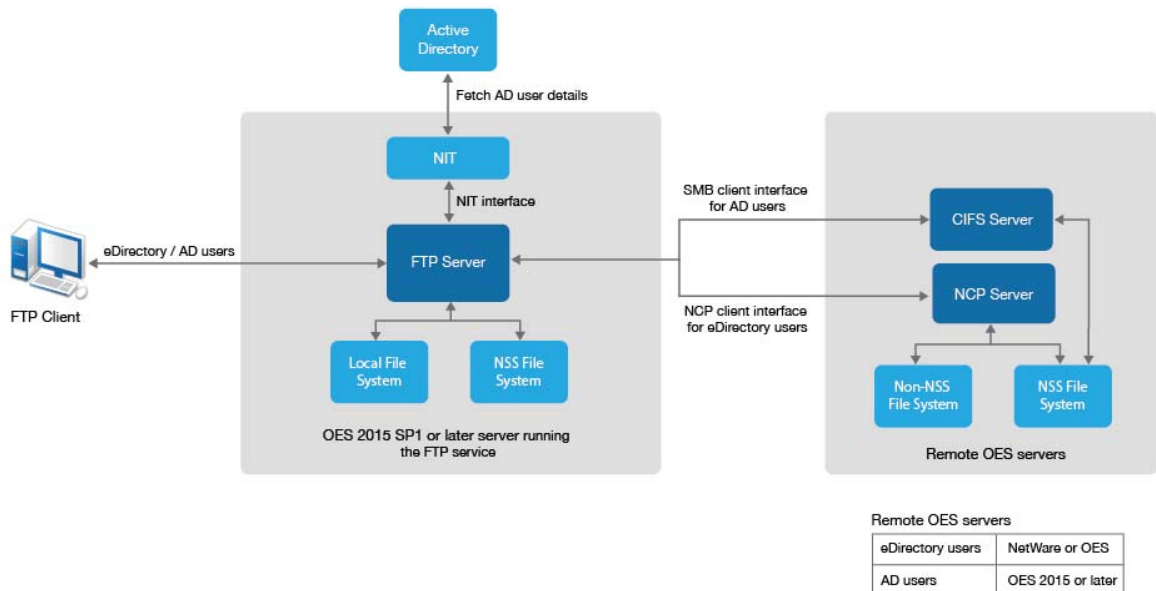 Active
Directory
Fetch AD user details
NIT
NIT interface
SMB client interface
for AD users
CIFS Server
eDirectory / AD users
FTP Server
NCP Server
FTP Client
NCP client interface
for eDirectory users
Local File
System
NSS File
System
Non-NSS
File System
NSS File
System
OES 2015 SP1 or later server running
the FTP service
Remote OES servers
Remote OES servers
eDirectory users NetWare or OES
AD users OES 2015 or later